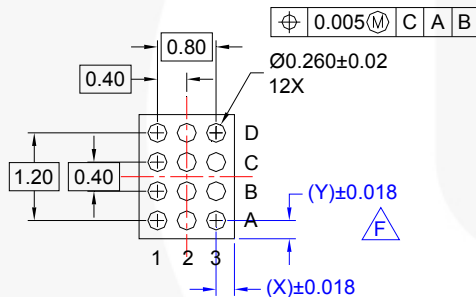 ⌖ 0.005Ⓜ C A B
0.80
Ø0.260±0.02
12X
0.40
D
C
1.20
0.40
B
(Y)±0.018
A
F
1 2 3
(X)±0.018